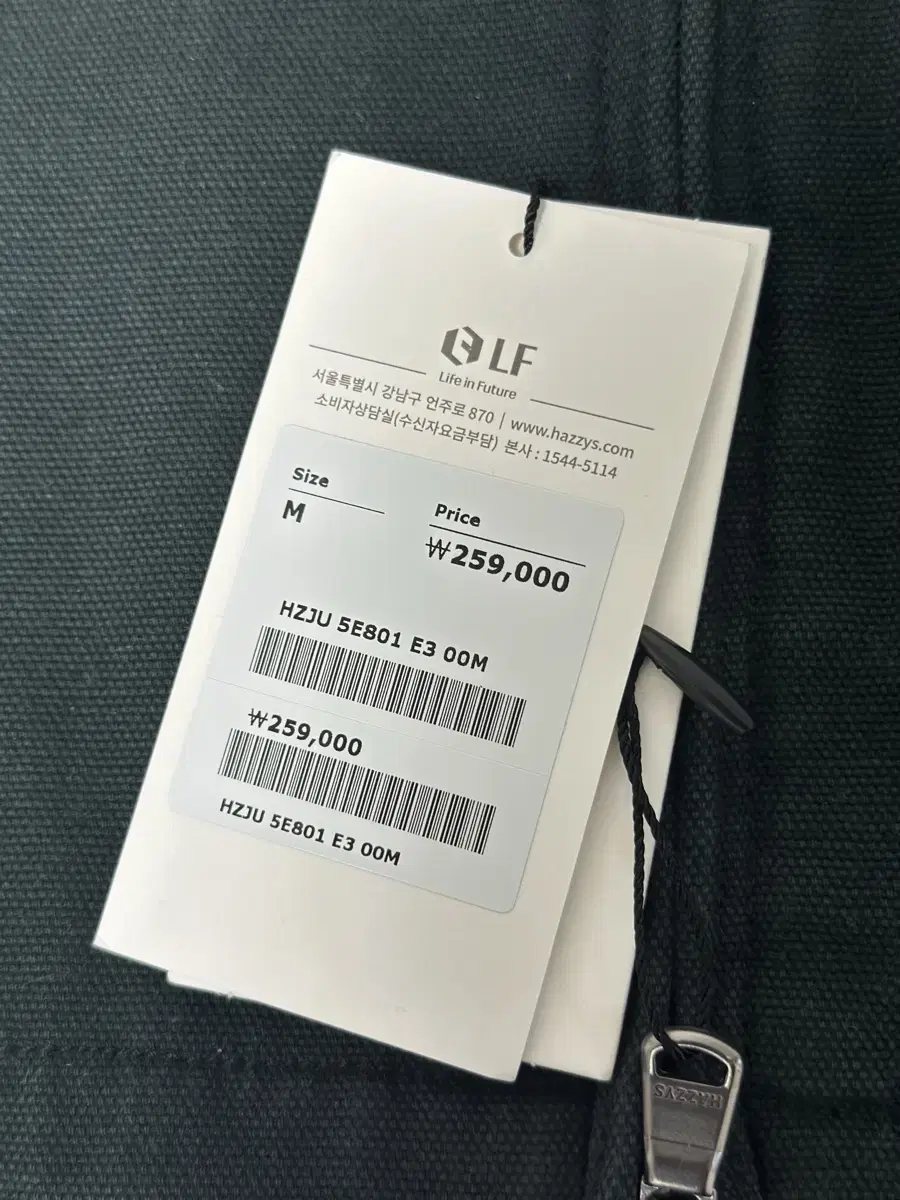 LF
Life in Future
서울특별시 강남구 언주로 870 | www.hazzys.com
소비자상담실(수신자요금부담) 본사 : 1544-5114
Size
M
Price
₩259,000
HZJU 5E801 E3 00M
₩259,000
HZJU 5E801 E3 00M
HAZZYS